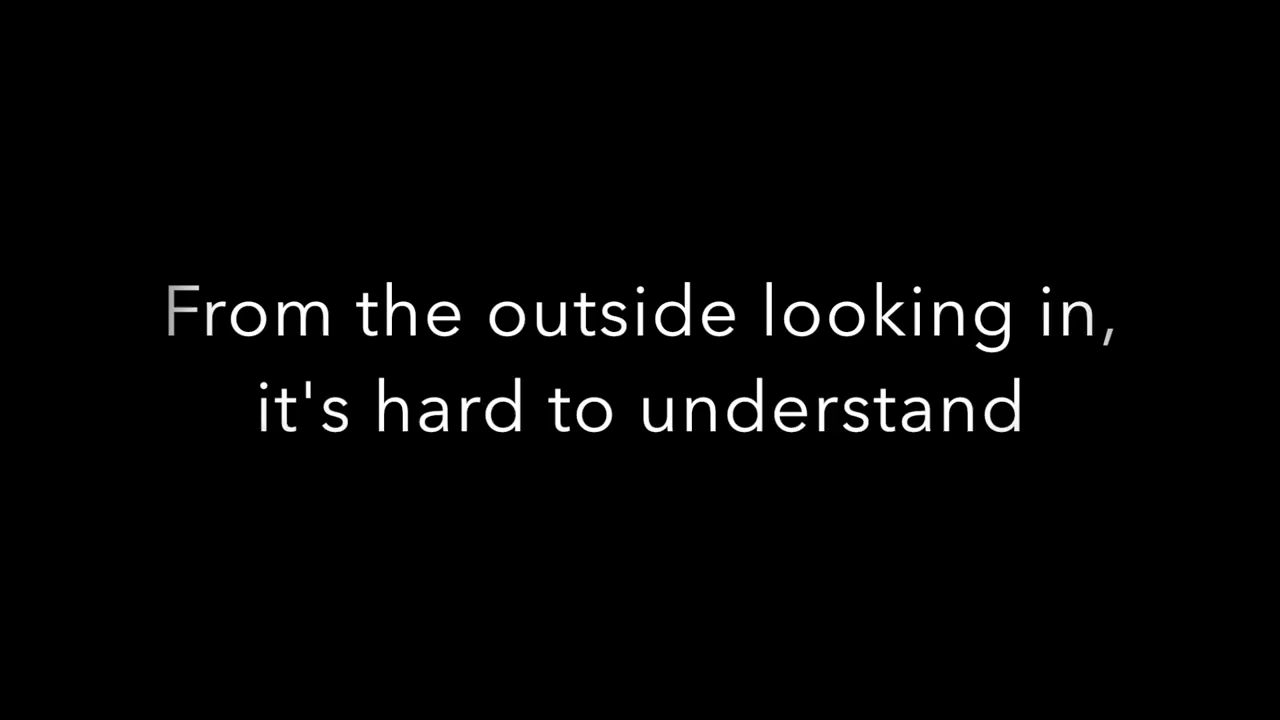 From the outside looking in,
it's hard to understand